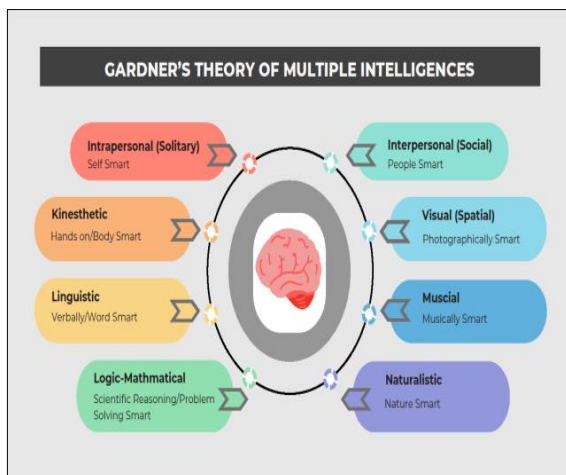 GARDNER'S THEORY OF MULTIPLE INTELLIGENCES
Intrapersonal (Solitary)
Self Smart
Interpersonal (Social)
People Smart
Kinesthetic
Hands on/Body Smart
Visual (Spatial)
Photographically Smart
Linguistic
Verbally/Word Smart
Muscial
Musically Smart
Logic-Mathmatical
Scientific Reasoning/Problem
Solving Smart
Naturalistic
Nature Smart